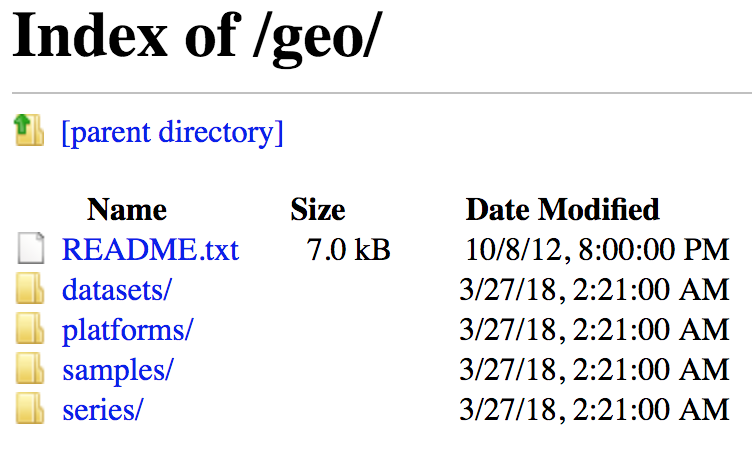 Index of /geo/
[parent directory]
Name Size Date Modified
README.txt 7.0 kB 10/8/12, 8:00:00 PM
datasets/ 3/27/18, 2:21:00 AM
platforms/ 3/27/18, 2:21:00 AM
samples/ 3/27/18, 2:21:00 AM
series/ 3/27/18, 2:21:00 AM